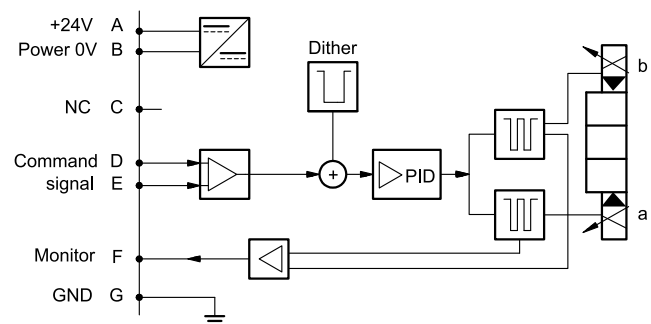 +24V A
Power 0V B
Dither
b
NC C
Command D
signal E
+
PID
a
Monitor F
GND G